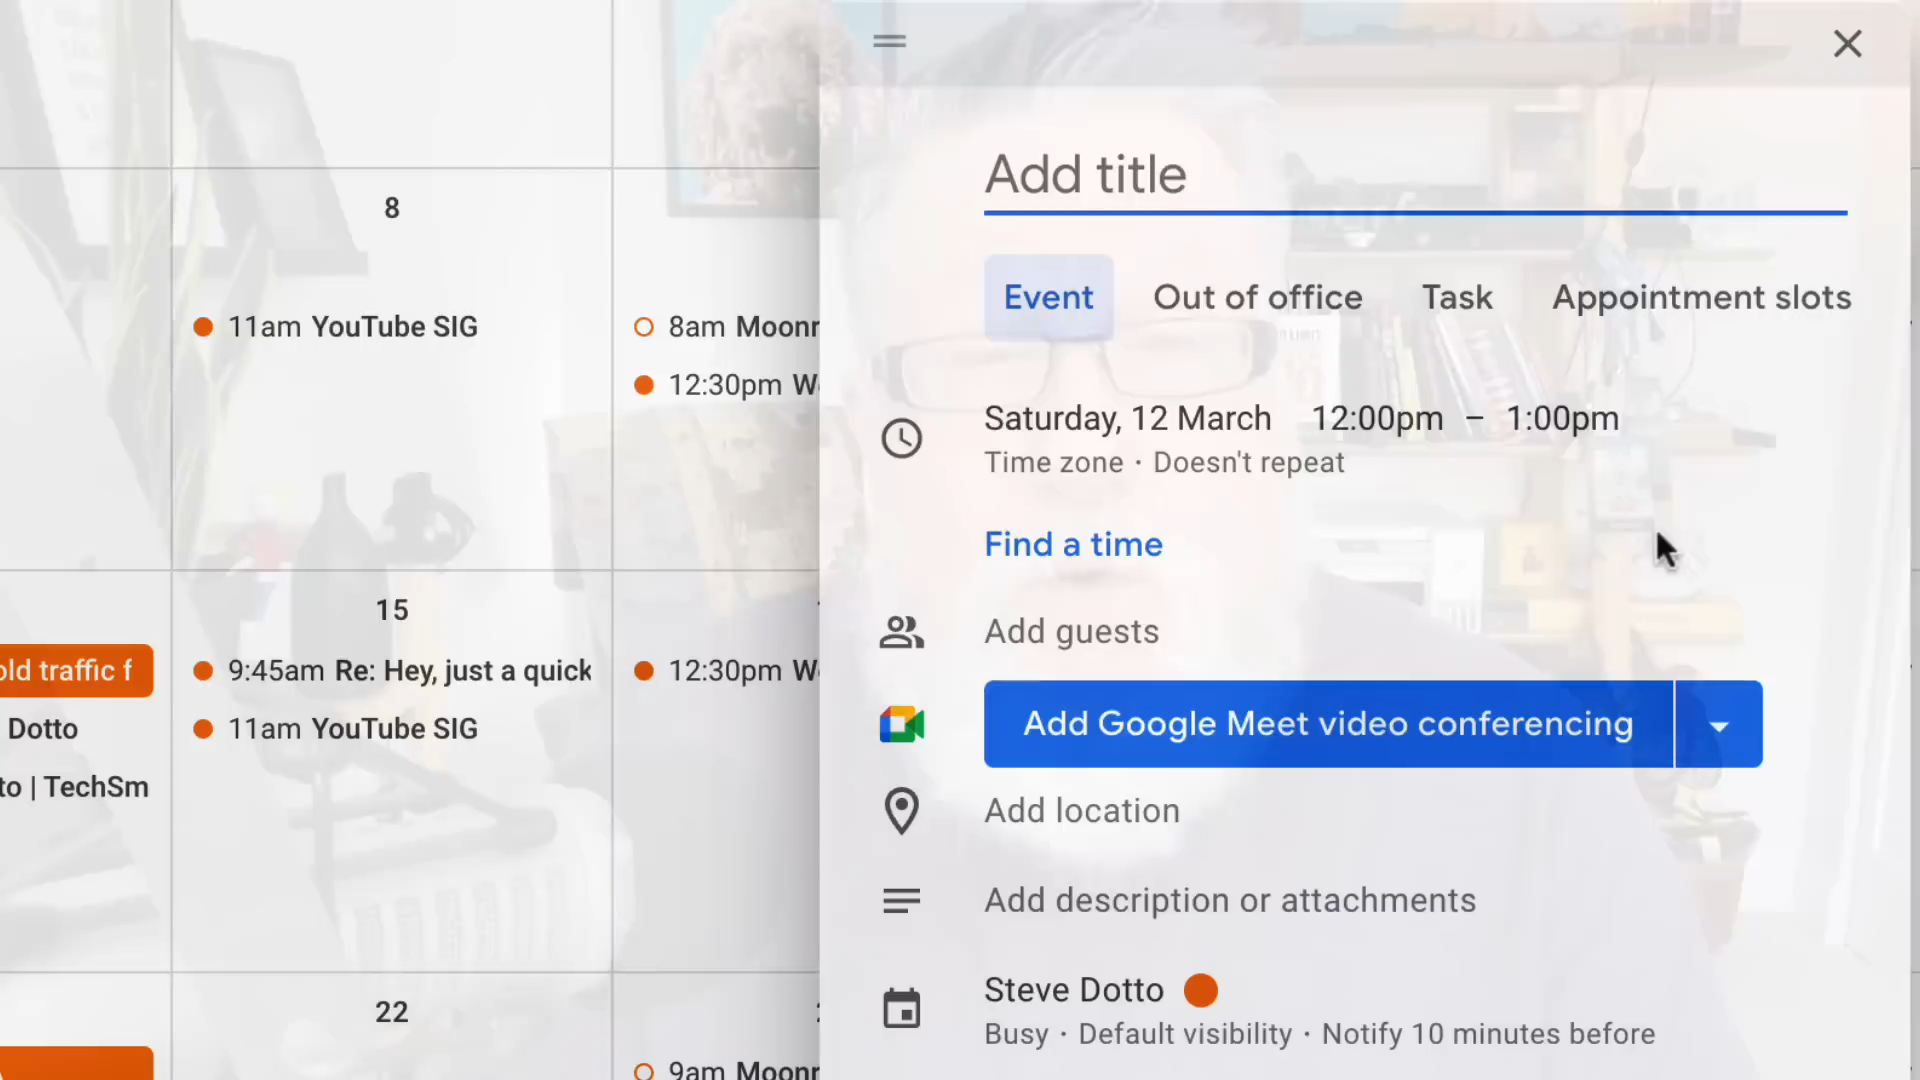 8
11am YouTube SIG
8am Moonr
12:30pm
15
old traffic f
9:45am Re: Hey, just a quick
12:30pm
Dotto
11am YouTube SIG
to | TechSm
22
9am Moonr
Add title
Event Out of office Task Appointment slots
Saturday, 12 March 12:00pm – 1:00pm
Time zone · Doesn't repeat
Find a time
Add guests
Add Google Meet video conferencing
Add location
Add description or attachments
Steve Dotto
Busy · Default visibility · Notify 10 minutes before